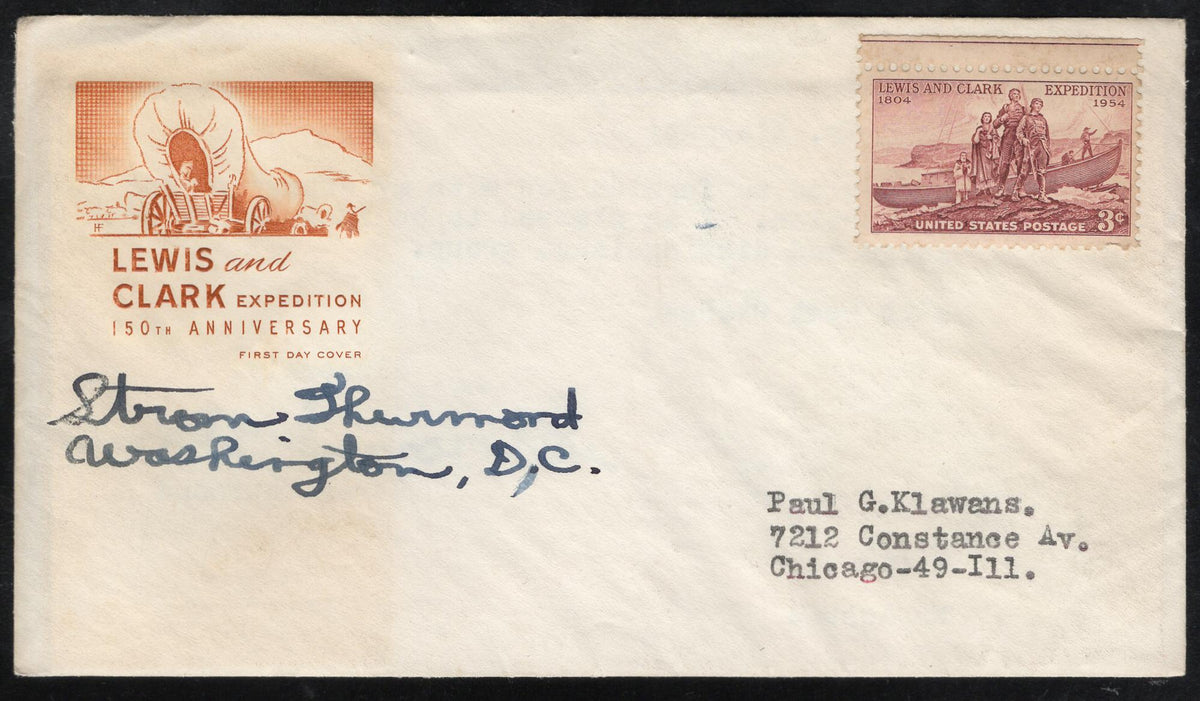 LEWIS AND CLARK EXPEDITION
1804 1954
UNITED STATES POSTAGE 3¢
HF
LEWIS and
CLARK EXPEDITION
150TH ANNIVERSARY
FIRST DAY COVER
Strom Thurmond
Washington, D.C.
Paul G.Klawans.
7212 Constance Av.
Chicago-49-Ill.